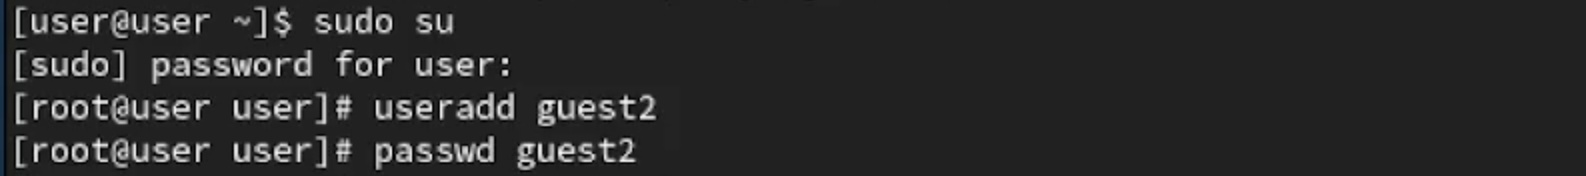 [user@user ~]$ sudo su
[sudo] password for user:
[root@user user]# useradd guest2
[root@user user]# passwd guest2